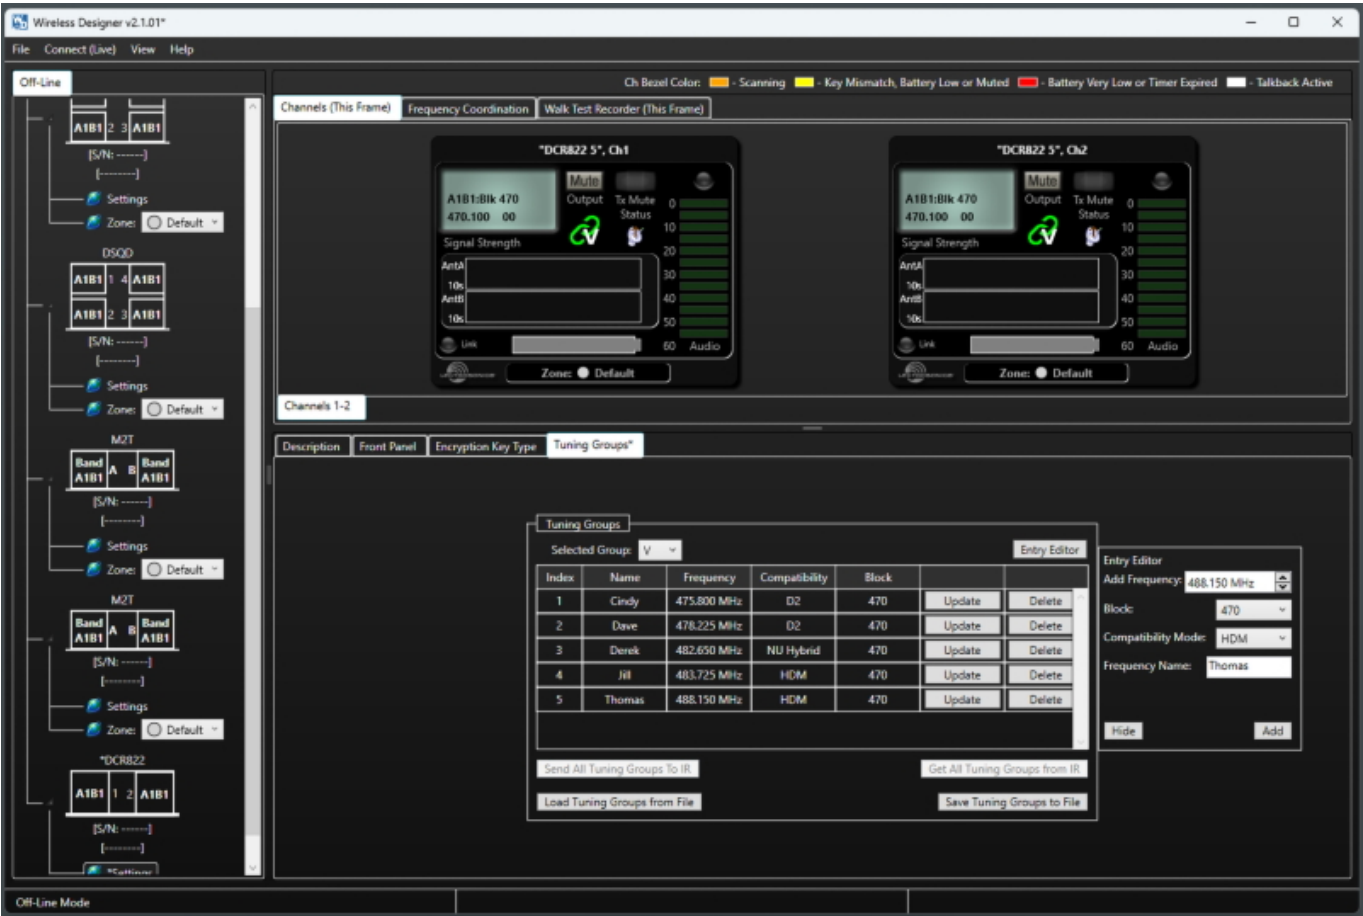 Wireless Designer v2.1.01*
File Connect (Live) View Help
Off-Line
Ch Bezel Color: - Scanning - Key Mismatch, Battery Low or Muted - Battery Very Low or Timer Expired - Talkback Active
Channels (This Frame) Frequency Coordination Walk Test Recorder (This Frame)
A1B1 2 3 A1B1
[S/N: ------]
[--------]
Settings
Zone: Default
DSQD
A1B1 1 4 A1B1
A1B1 2 3 A1B1
[S/N: ------]
[--------]
Settings
Zone: Default
M2T
Band A1B1 A B Band A1B1
[S/N: ------]
[--------]
Settings
Zone: Default
M2T
Band A1B1 A B Band A1B1
[S/N: ------]
[--------]
Settings
Zone: Default
*DCR822
A1B1 1 2 A1B1
[S/N: ------]
[--------]
*Settings
"DCR822 5", Ch1
A1B1:Blk 470
470.100 00
Mute
Output
Tx Mute
Status
Signal Strength
AntA
10s
AntB
10s
0
10
20
30
40
50
60 Audio
Link
Zone: Default
"DCR822 5", Ch2
A1B1:Blk 470
470.100 00
Mute
Output
Tx Mute
Status
Signal Strength
AntA
10s
AntB
10s
0
10
20
30
40
50
60 Audio
Link
Zone: Default
Channels 1-2
Description Front Panel Encryption Key Type Tuning Groups*
Tuning Groups
Selected Group: V Entry Editor
Index Name Frequency Compatibility Block
1 Cindy 475.800 MHz D2 470 Update Delete
2 Dave 478.225 MHz D2 470 Update Delete
3 Derek 482.650 MHz NU Hybrid 470 Update Delete
4 Jill 483.725 MHz HDM 470 Update Delete
5 Thomas 488.150 MHz HDM 470 Update Delete
Send All Tuning Groups To IR Get All Tuning Groups from IR
Load Tuning Groups from File Save Tuning Groups to File
Entry Editor
Add Frequency: 488.150 MHz
Block: 470
Compatibility Mode: HDM
Frequency Name: Thomas
Hide Add
Off-Line Mode